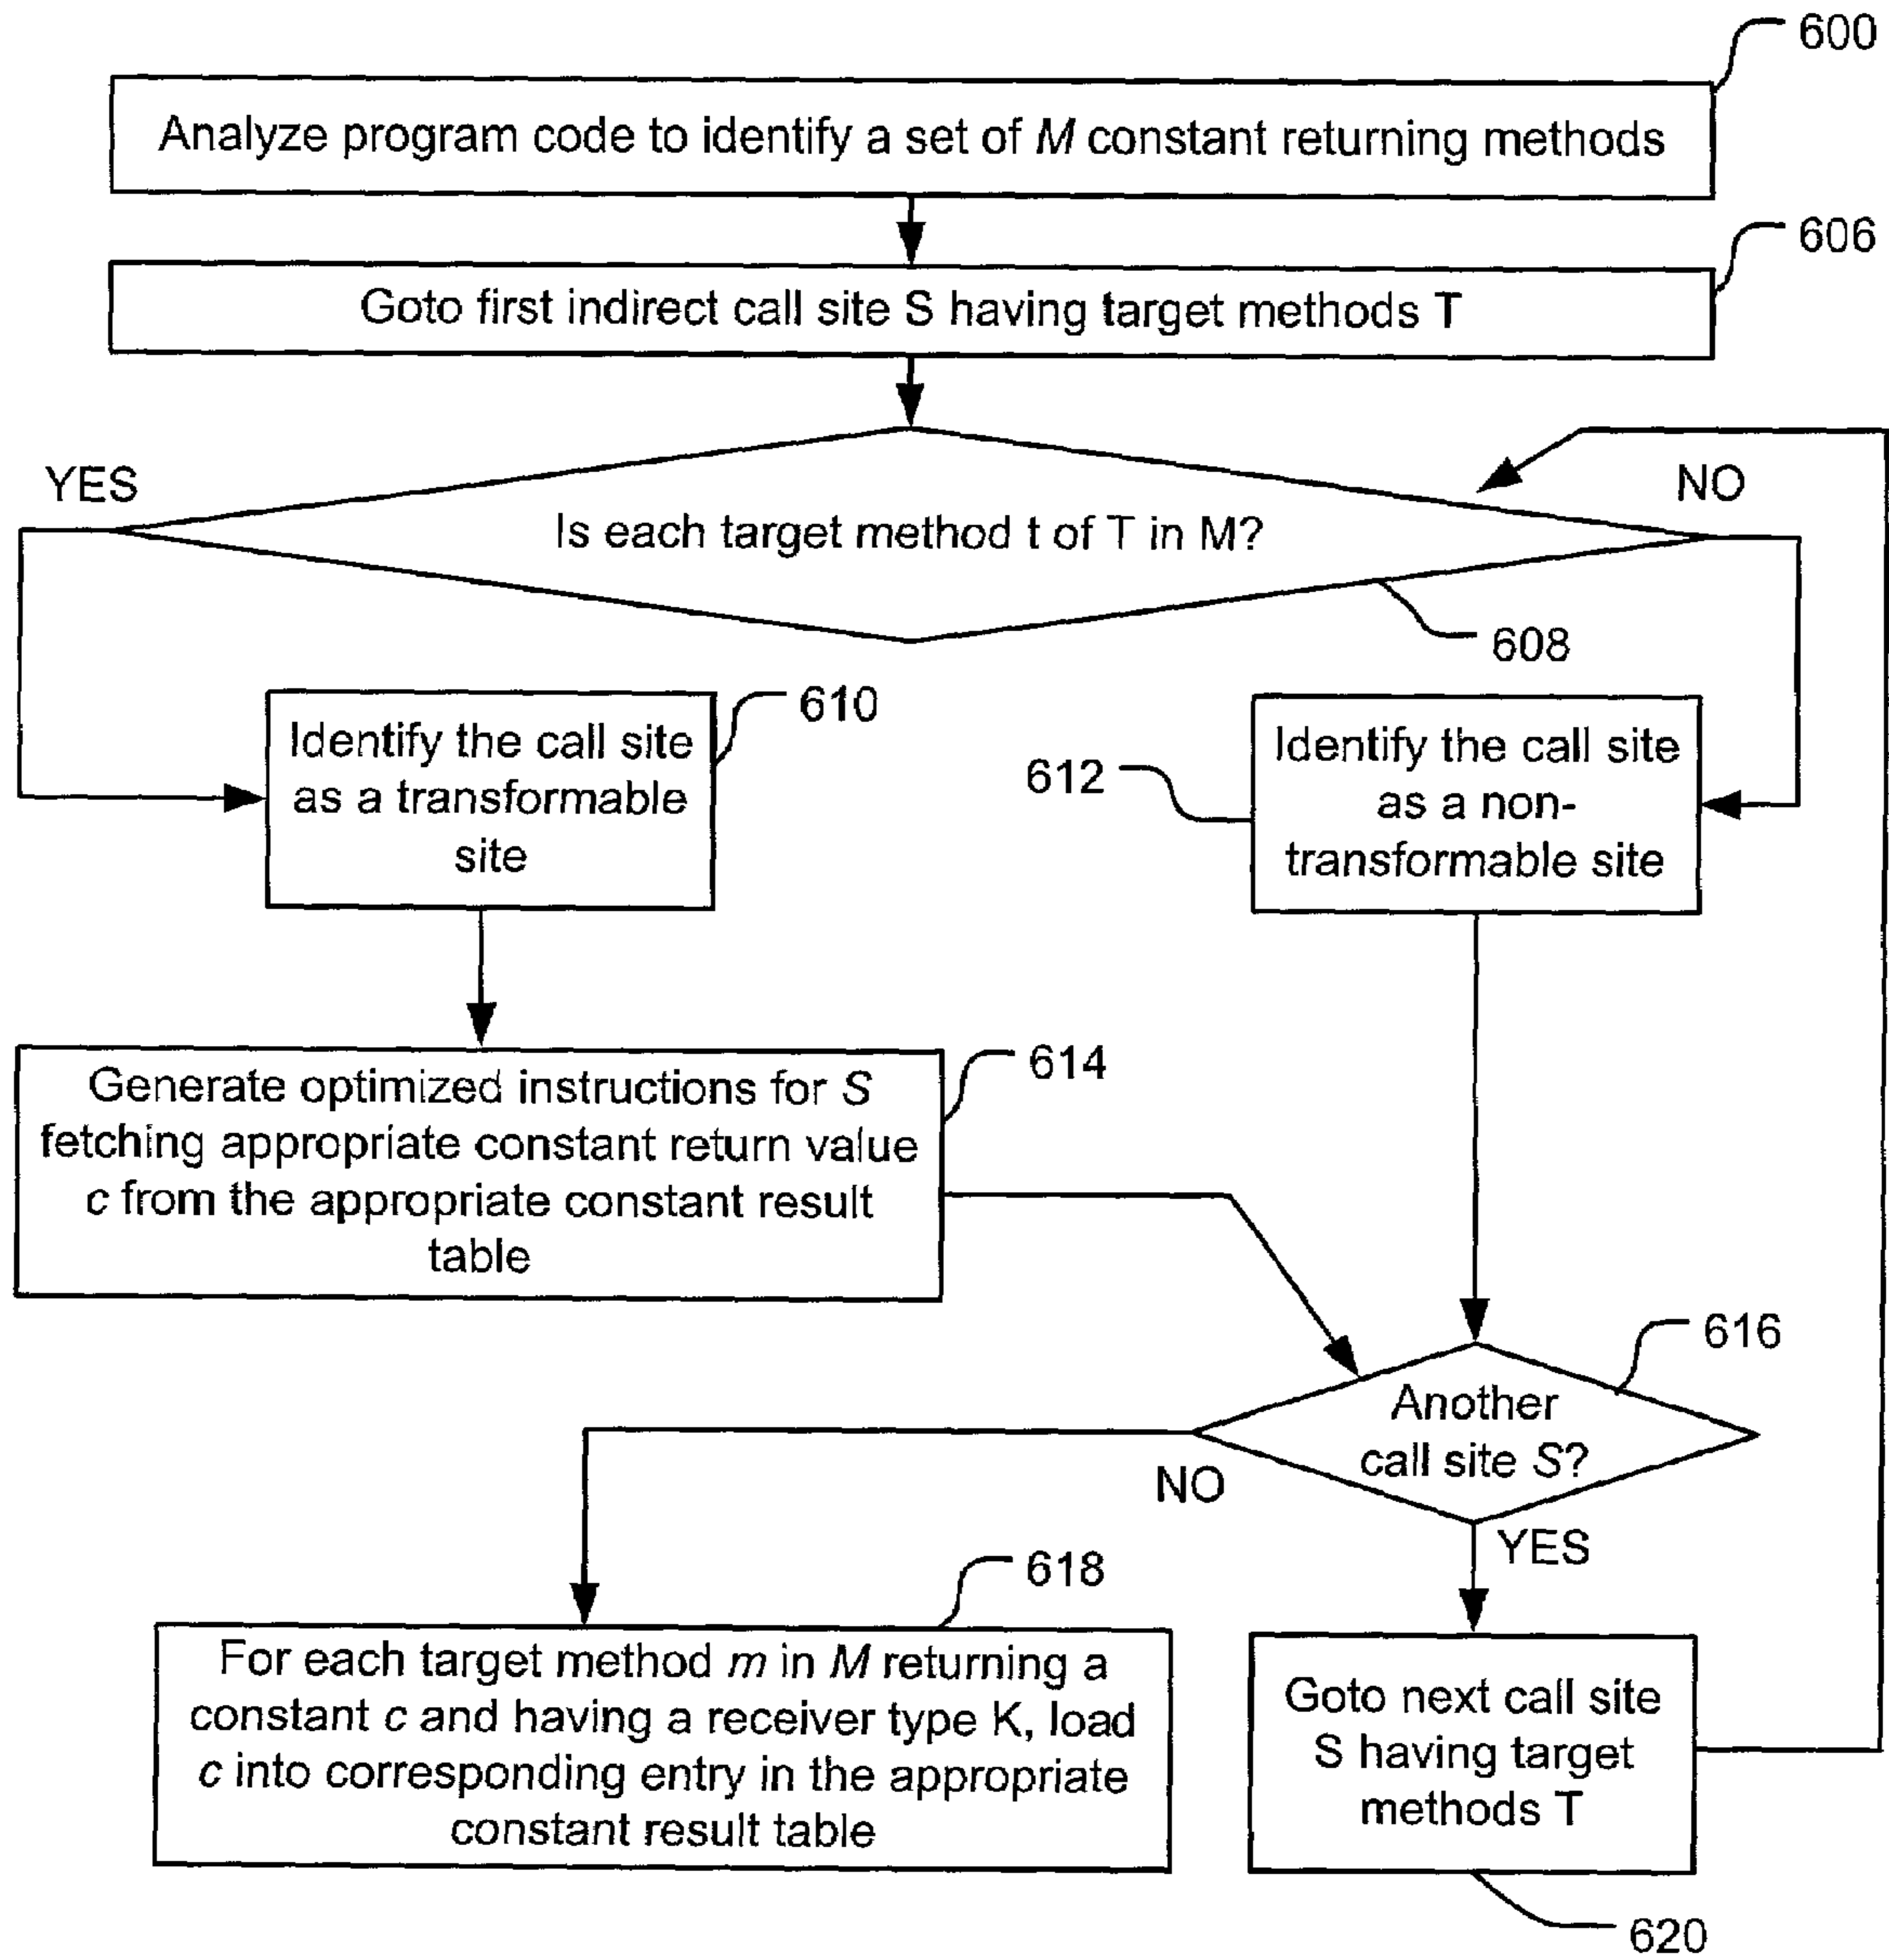 600
Analyze program code to identify a set of M constant returning methods
606
Goto first indirect call site S having target methods T
YES
NO
Is each target method t of T in M?
608
610
Identify the call site
as a transformable
site
612
Identify the call site
as a non-
transformable site
614
Generate optimized instructions for S
fetching appropriate constant return value
c from the appropriate constant result
table
616
Another
call site S?
NO
YES
618
For each target method m in M returning a
constant c and having a receiver type K, load
c into corresponding entry in the appropriate
constant result table
Goto next call site
S having target
methods T
620